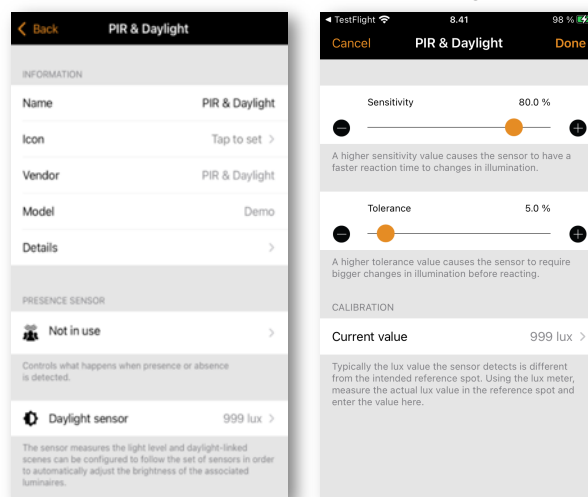 Back
PIR & Daylight
INFORMATION
Name PIR & Daylight
Icon Tap to set
Vendor PIR & Daylight
Model Demo
Details
PRESENCE SENSOR
Not in use
Controls what happens when presence or absence
is detected.
Daylight sensor 999 lux
The sensor measures the light level and daylight-linked
scenes can be configured to follow the set of sensors in order
to automatically adjust the brightness of the associated
luminaires.
TestFlight 8.41 98 %
Cancel PIR & Daylight Done
Sensitivity 80.0 %
A higher sensitivity value causes the sensor to have a
faster reaction time to changes in illumination.
Tolerance 5.0 %
A higher tolerance value causes the sensor to require
bigger changes in illumination before reacting.
CALIBRATION
Current value 999 lux
Typically the lux value the sensor detects is different
from the intended reference spot. Using the lux meter,
measure the actual lux value in the reference spot and
enter the value here.